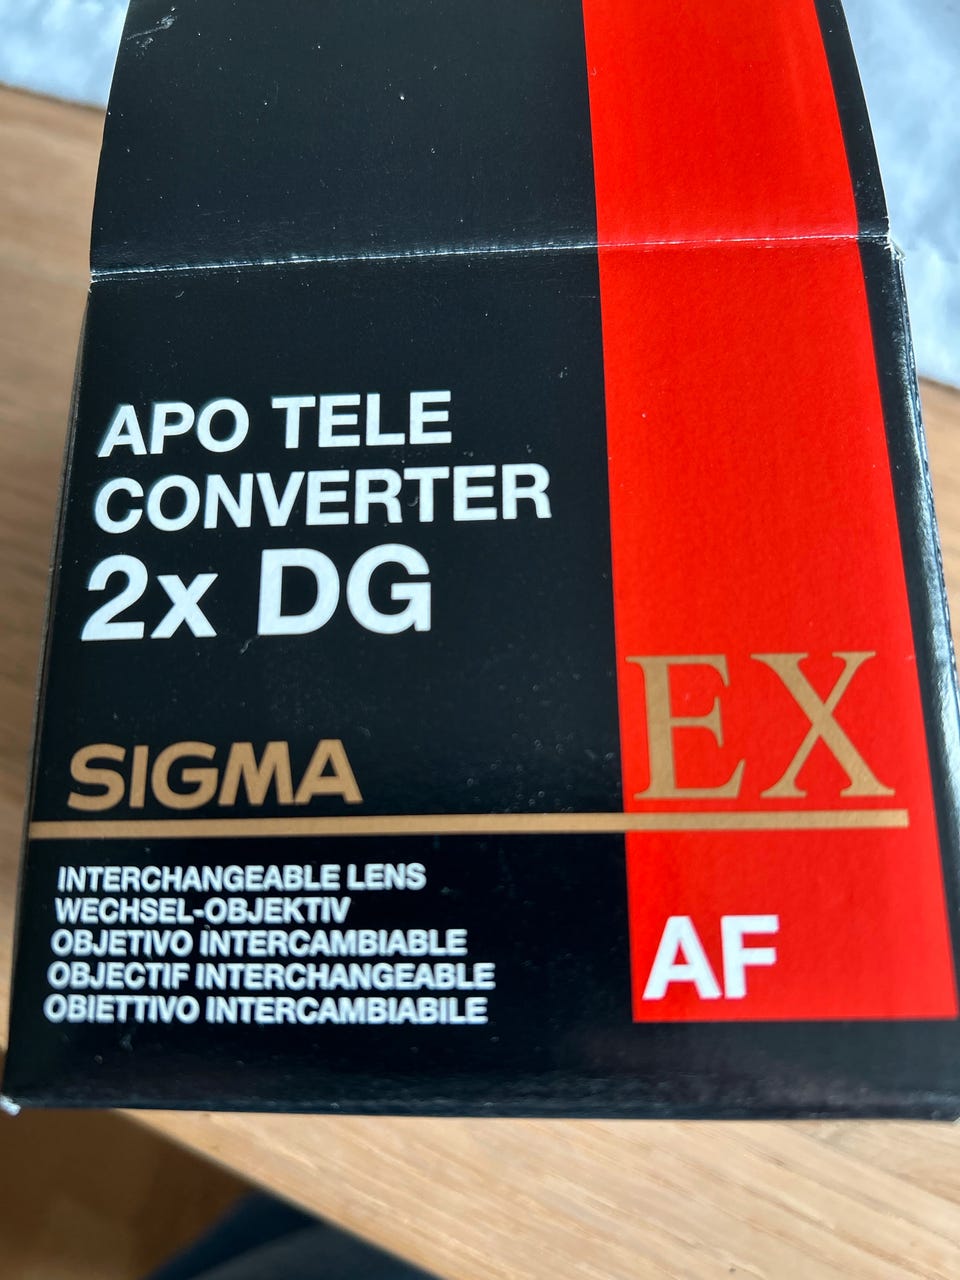 APO TELE
CONVERTER
2x DG
SIGMA
EX
INTERCHANGEABLE LENS
WECHSEL-OBJEKTIV
OBJETIVO INTERCAMBIABLE
OBJECTIF INTERCHANGEABLE
OBIETTIVO INTERCAMBIABILE
AF